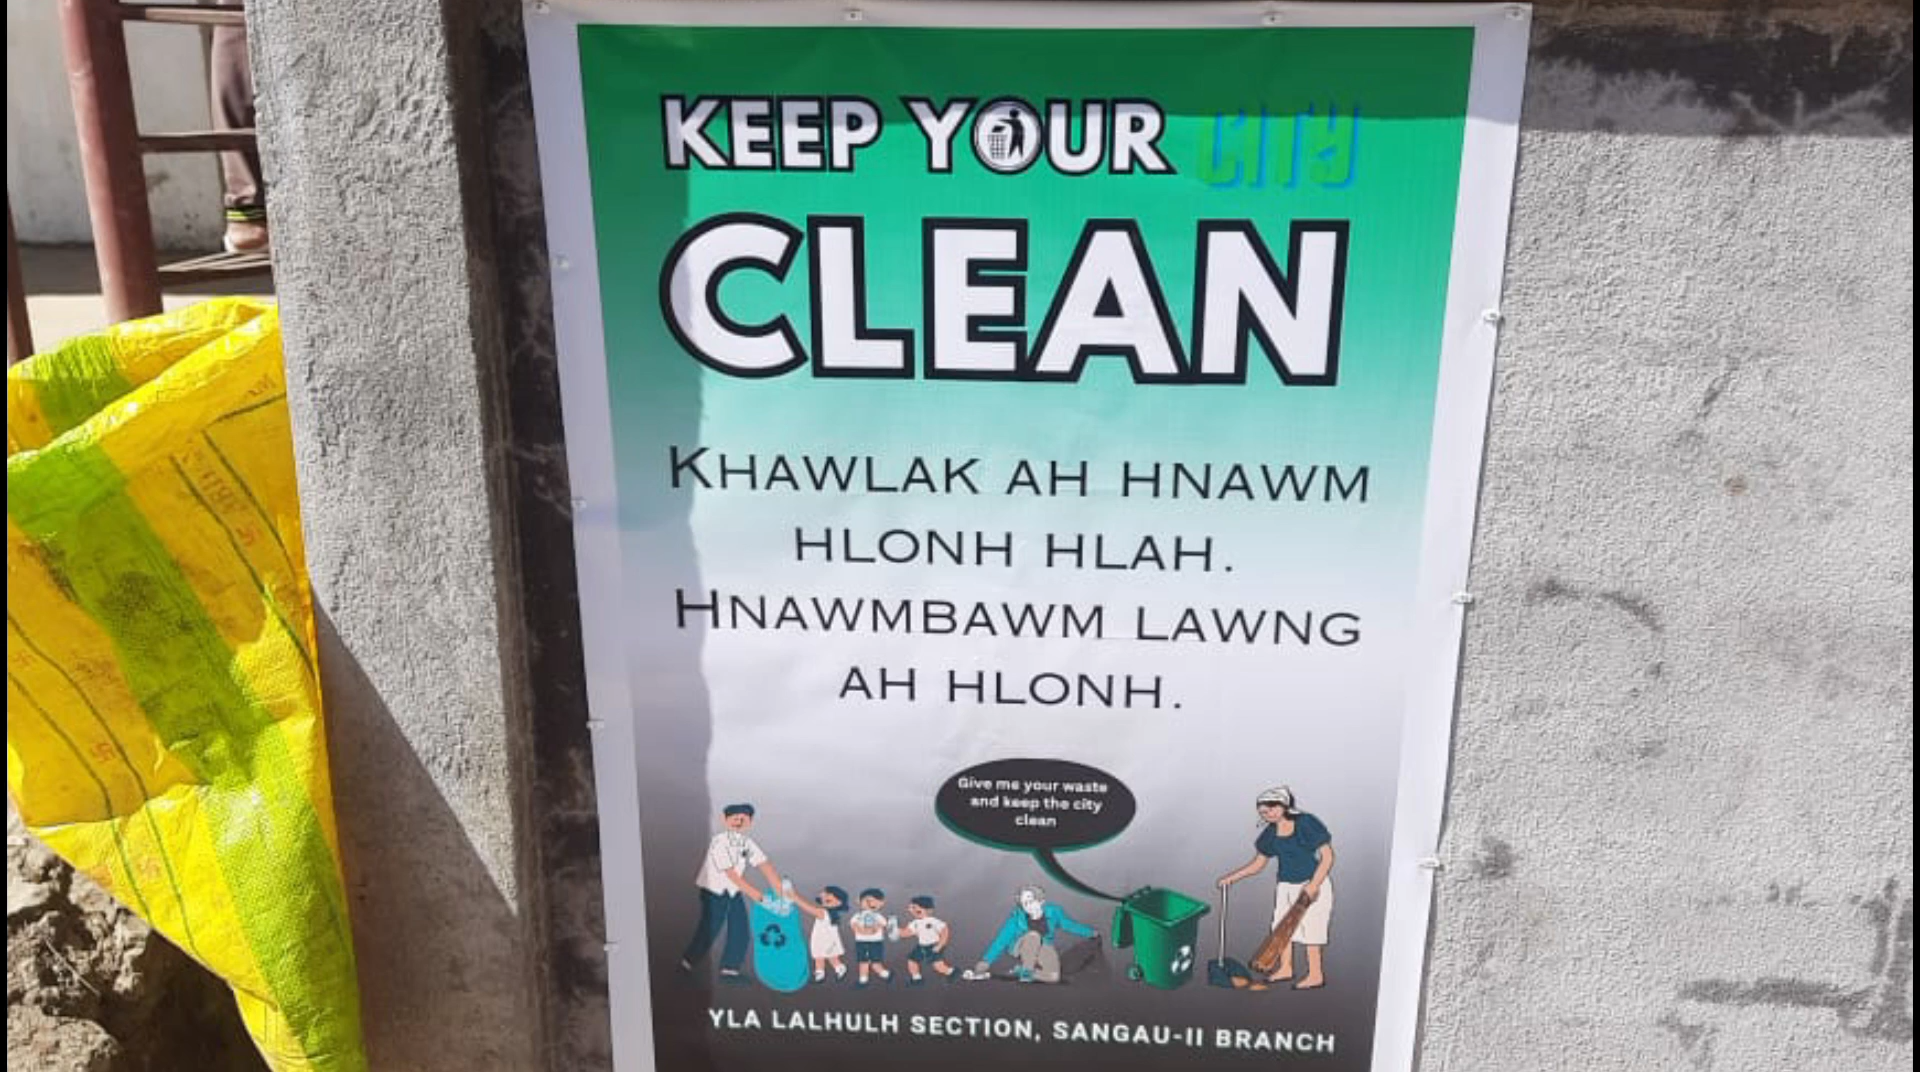 KEEP YOUR CITY
CLEAN
KHAWLAK AH HNAWM
HLONH HLAH.
HNAWMBAWM LAWNG
AH HLONH.
Give me your waste
and keep the city
clean
YLA LALHULH SECTION, SANGAU-II BRANCH